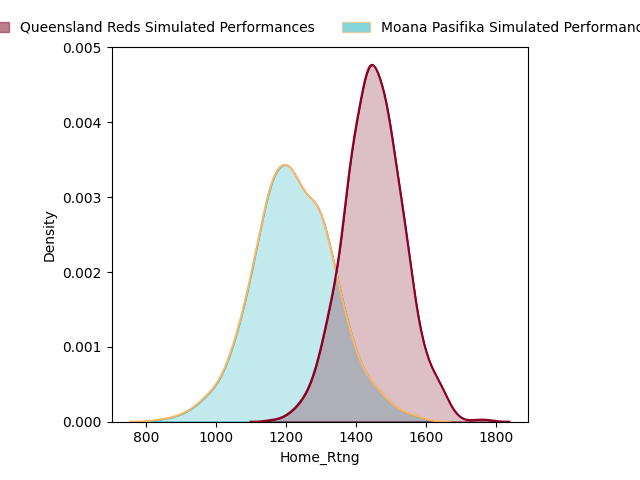 Queensland Reds Simulated Performances Moana Pasifika Simulated Performanc
0.005
0.004
0.003
0.002
0.001
0.000
Density
800 1000 1200 1400 1600 1800
Home_Rtng